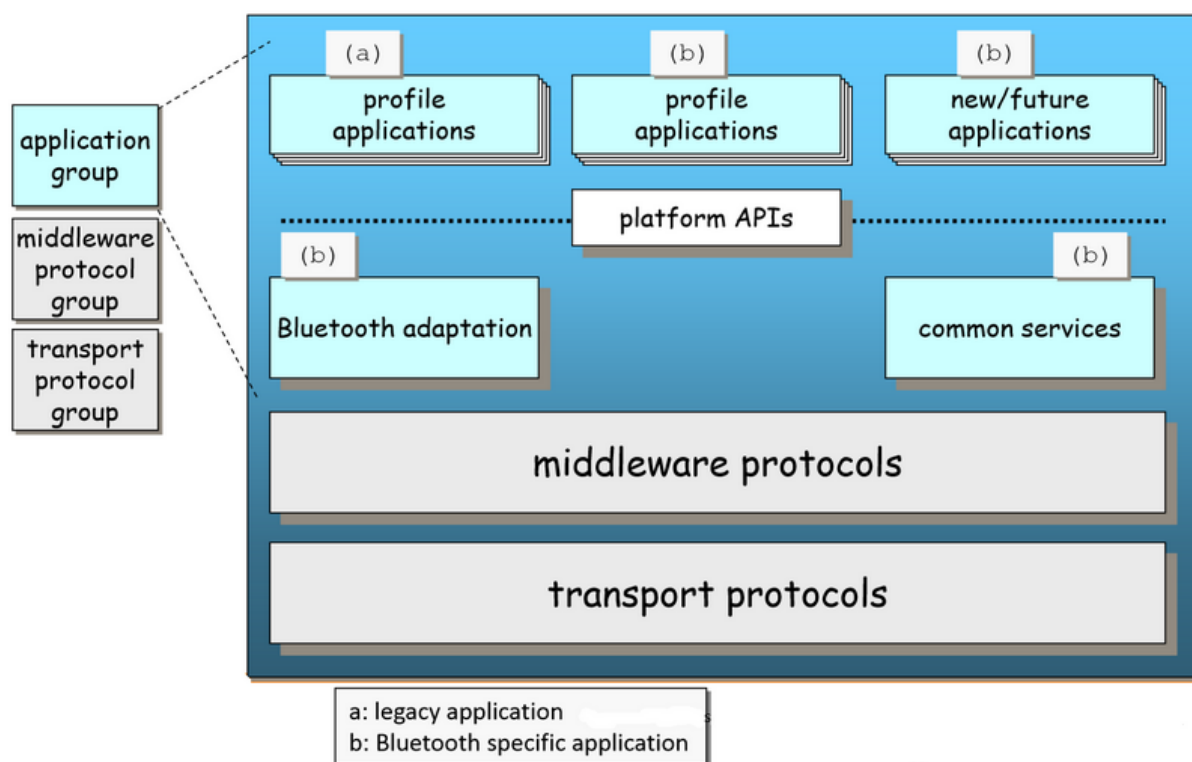 application
group
middleware
protocol
group
transport
protocol
group
(a)
(b)
(b)
profile
applications
profile
applications
new/future
applications
platform APIs
(b)
(b)
Bluetooth adaptation
common services
middleware protocols
transport protocols
a: legacy application
s
b: Bluetooth specific application